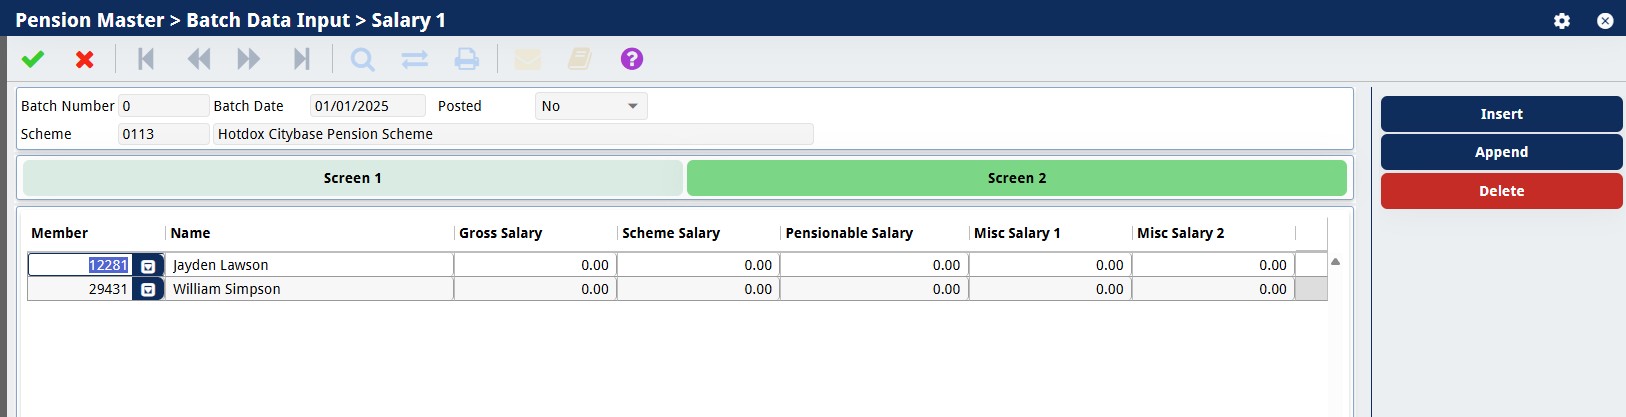 Pension Master > Batch Data Input > Salary 1
Batch Number 0 Batch Date 01/01/2025 Posted No
Scheme 0113 Hotdox Citybase Pension Scheme
Screen 1 Screen 2
Insert
Append
Delete
Member Name Gross Salary Scheme Salary Pensionable Salary Misc Salary 1 Misc Salary 2
12281 Jayden Lawson 0.00 0.00 0.00 0.00 0.00
29431 William Simpson 0.00 0.00 0.00 0.00 0.00